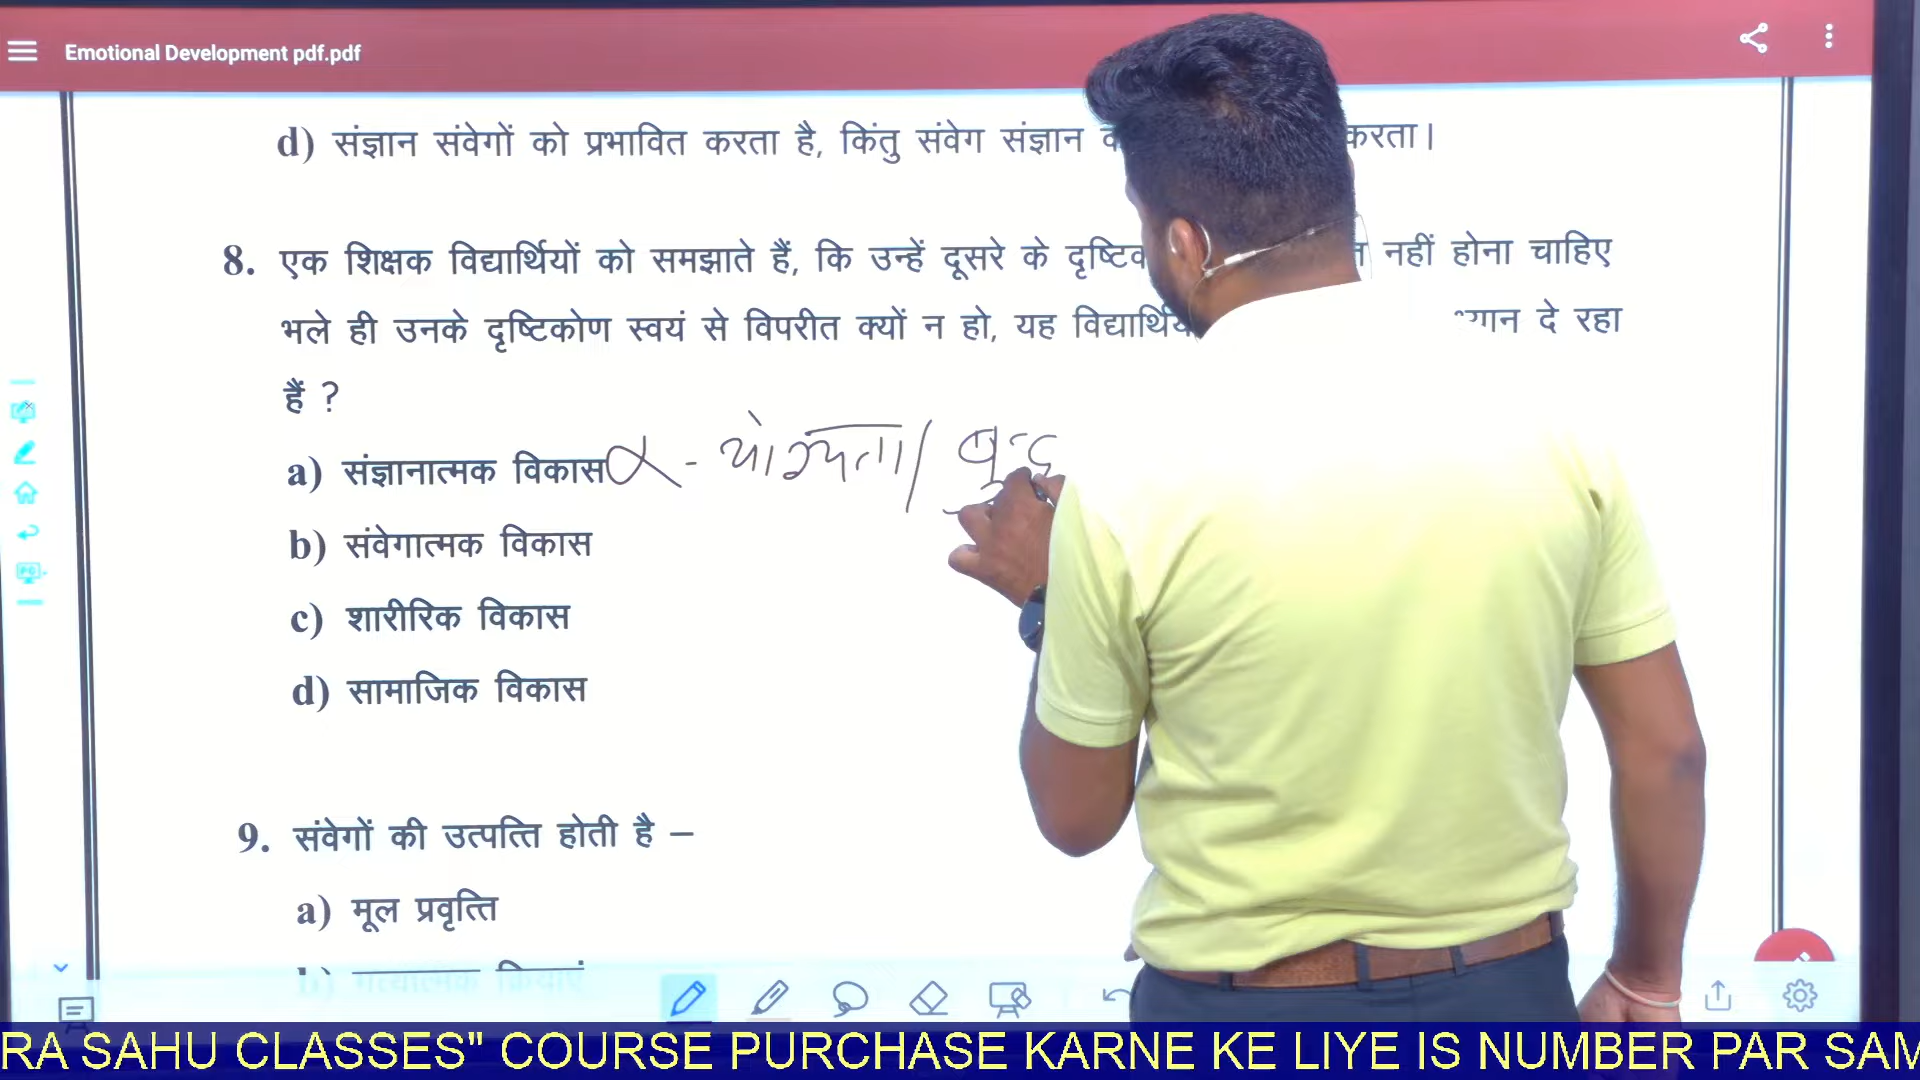 Emotional Development pdf.pdf
d) संज्ञान संवेगों को प्रभावित करता है, किंतु संवेग संज्ञान करता।
8. एक शिक्षक विद्यार्थियों को समझाते हैं, कि उन्हें दूसरे के नहीं होना चाहिए
भले ही उनके दृष्टिकोण स्वयं से विपरीत क्यों न हो, यह दे रहा
हैं ?
a) संज्ञानात्मक विकास - योग्यता /
b) संवेगात्मक विकास
c) शारीरिक विकास
d) सामाजिक विकास
9. संवेगों की उत्पत्ति होती है –
a) मूल प्रवृत्ति
RA SAHU CLASSES" COURSE PURCHASE KARNE KE LIYE IS NUMBER PAR SAM